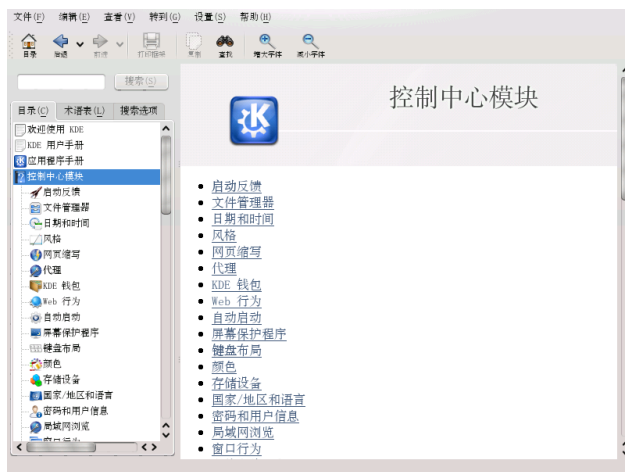 文件(F) 编辑(E) 查看(V) 转到(G) 设置(S) 帮助(H)
目录 后退 前进 打印框架 复制 查找 增大字体 减小字体
搜索(S)
目录(C) 术语表(L) 搜索选项
欢迎使用 KDE
KDE 用户手册
应用程序手册
控制中心模块
启动反馈
文件管理器
日期和时间
风格
网页缩写
代理
KDE 钱包
Web 行为
自动启动
屏幕保护程序
键盘布局
颜色
存储设备
国家/地区和语言
密码和用户信息
局域网浏览
窗口行为
控制中心模块
启动反馈
文件管理器
日期和时间
风格
网页缩写
代理
KDE 钱包
Web 行为
自动启动
屏幕保护程序
键盘布局
颜色
存储设备
国家/地区和语言
密码和用户信息
局域网浏览
窗口行为